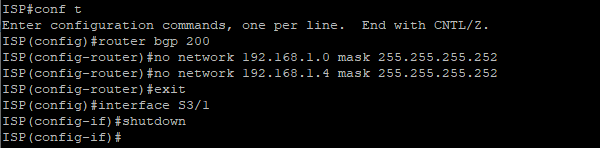 ISP#conf t
Enter configuration commands, one per line.  End with CNTL/Z.
ISP(config)#router bgp 200
ISP(config-router)#no network 192.168.1.0 mask 255.255.255.252
ISP(config-router)#no network 192.168.1.4 mask 255.255.255.252
ISP(config-router)#exit
ISP(config)#interface S3/1
ISP(config-if)#shutdown
ISP(config-if)#